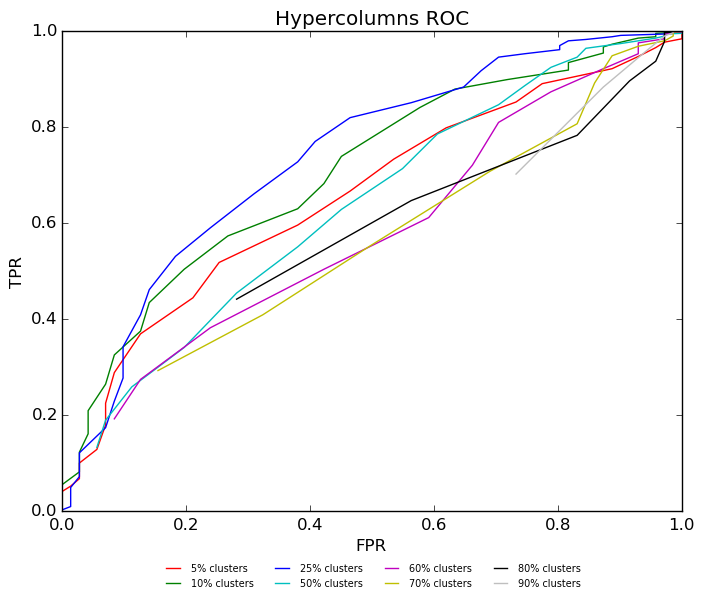 Hypercolumns ROC
1.0
0.8
0.6
0.4
0.2
0.0
TPR
0.0 0.2 0.4 0.6 0.8 1.0
FPR
5% clusters 25% clusters 60% clusters 80% clusters
10% clusters 50% clusters 70% clusters 90% clusters